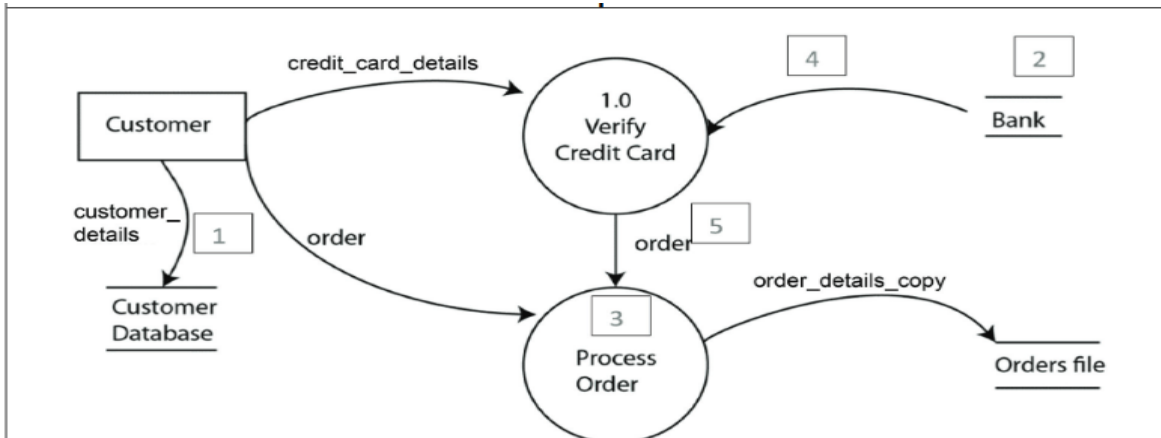 credit_card_details
4
2
Customer
1.0
Verify
Credit Card
Bank
customer_
details
1
order
5
order
Customer
Database
3
Process
Order
order_details_copy
Orders file